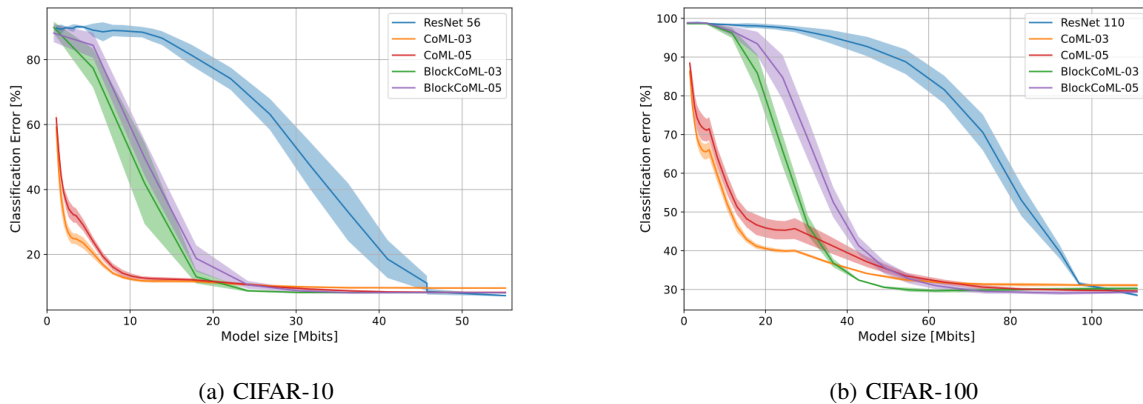 ResNet 56
CoML-03
CoML-05
BlockCoML-03
BlockCoML-05
Classification Error [%]
80
60
40
20
0
10
20
30
40
50
Model size [Mbits]
(a) CIFAR-10
ResNet 110
CoML-03
CoML-05
BlockCoML-03
BlockCoML-05
Classification error [%]
100
90
80
70
60
50
40
30
0
20
40
60
80
100
Model size [Mbits]
(b) CIFAR-100